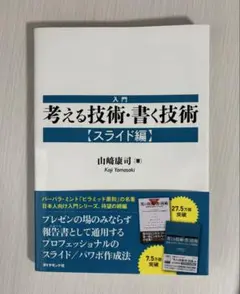 入門
考える技術・書く技術
【スライド編】
山﨑康司 [著]
Koji Yamasaki
バーバラ・ミント「ピラミッド原則」の名著
日本人向け入門シリーズ、待望の続編
プレゼンの場のみならず
報告書として通用する
プロフェッショナルの
スライド/パワポ作成法
27.5万部
突破
7.5万部
突破
ダイヤモンド社